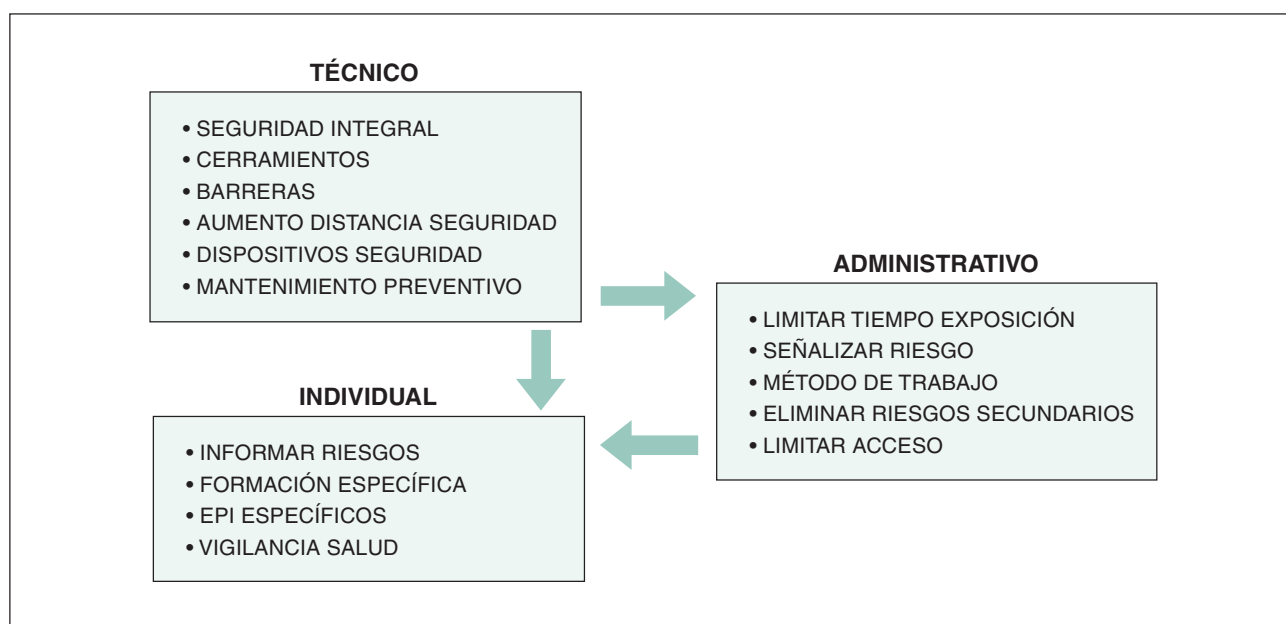 TÉCNICO
• SEGURIDAD INTEGRAL
• CERRAMIENTOS
• BARRERAS
• AUMENTO DISTANCIA SEGURIDAD
• DISPOSITIVOS SEGURIDAD
• MANTENIMIENTO PREVENTIVO
ADMINISTRATIVO
• LIMITAR TIEMPO EXPOSICIÓN
• SEÑALIZAR RIESGO
• MÉTODO DE TRABAJO
• ELIMINAR RIESGOS SECUNDARIOS
• LIMITAR ACCESO
INDIVIDUAL
• INFORMAR RIESGOS
• FORMACIÓN ESPECÍFICA
• EPI ESPECÍFICOS
• VIGILANCIA SALUD